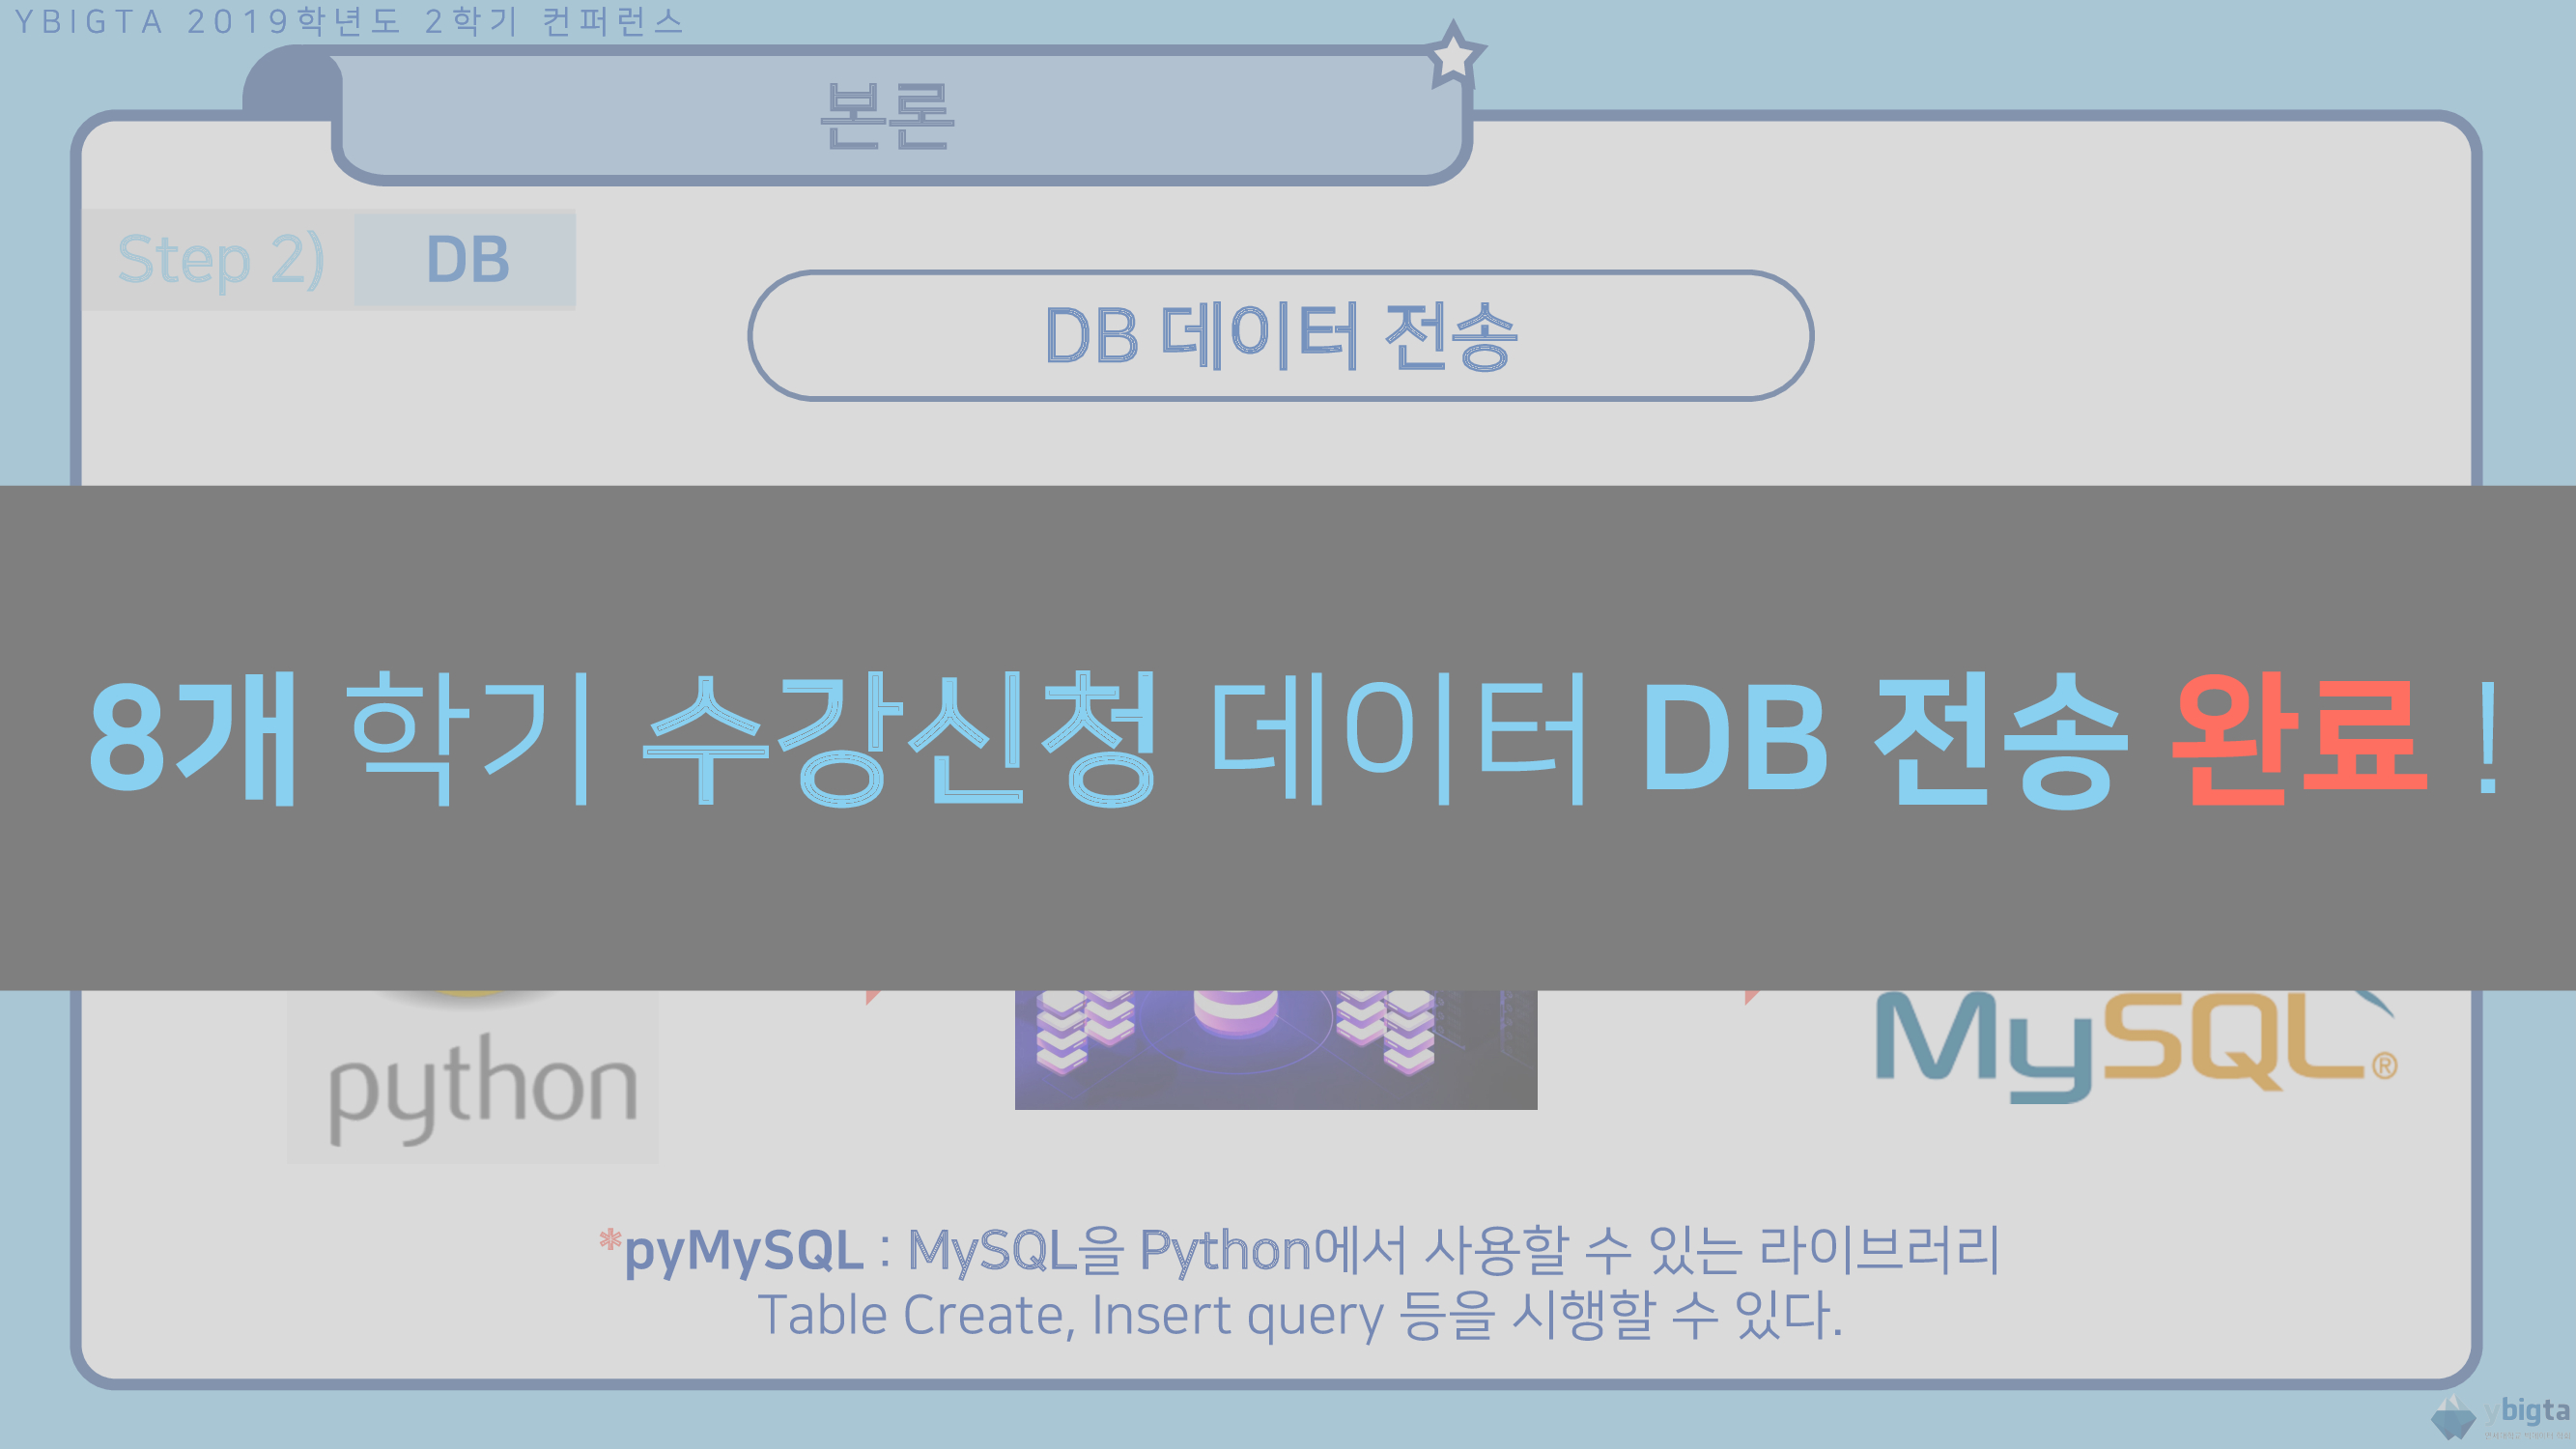 YBIGTA 2019학년도 2학기 컨퍼런스
본론
Step 2) DB
DB 데이터 전송
8개 학기 수강신청 데이터 DB 전송 완료 !
python
MySQL®
*pyMySQL : MySQL을 Python에서 사용할 수 있는 라이브러리
Table Create, Insert query 등을 시행할 수 있다.
ybigta